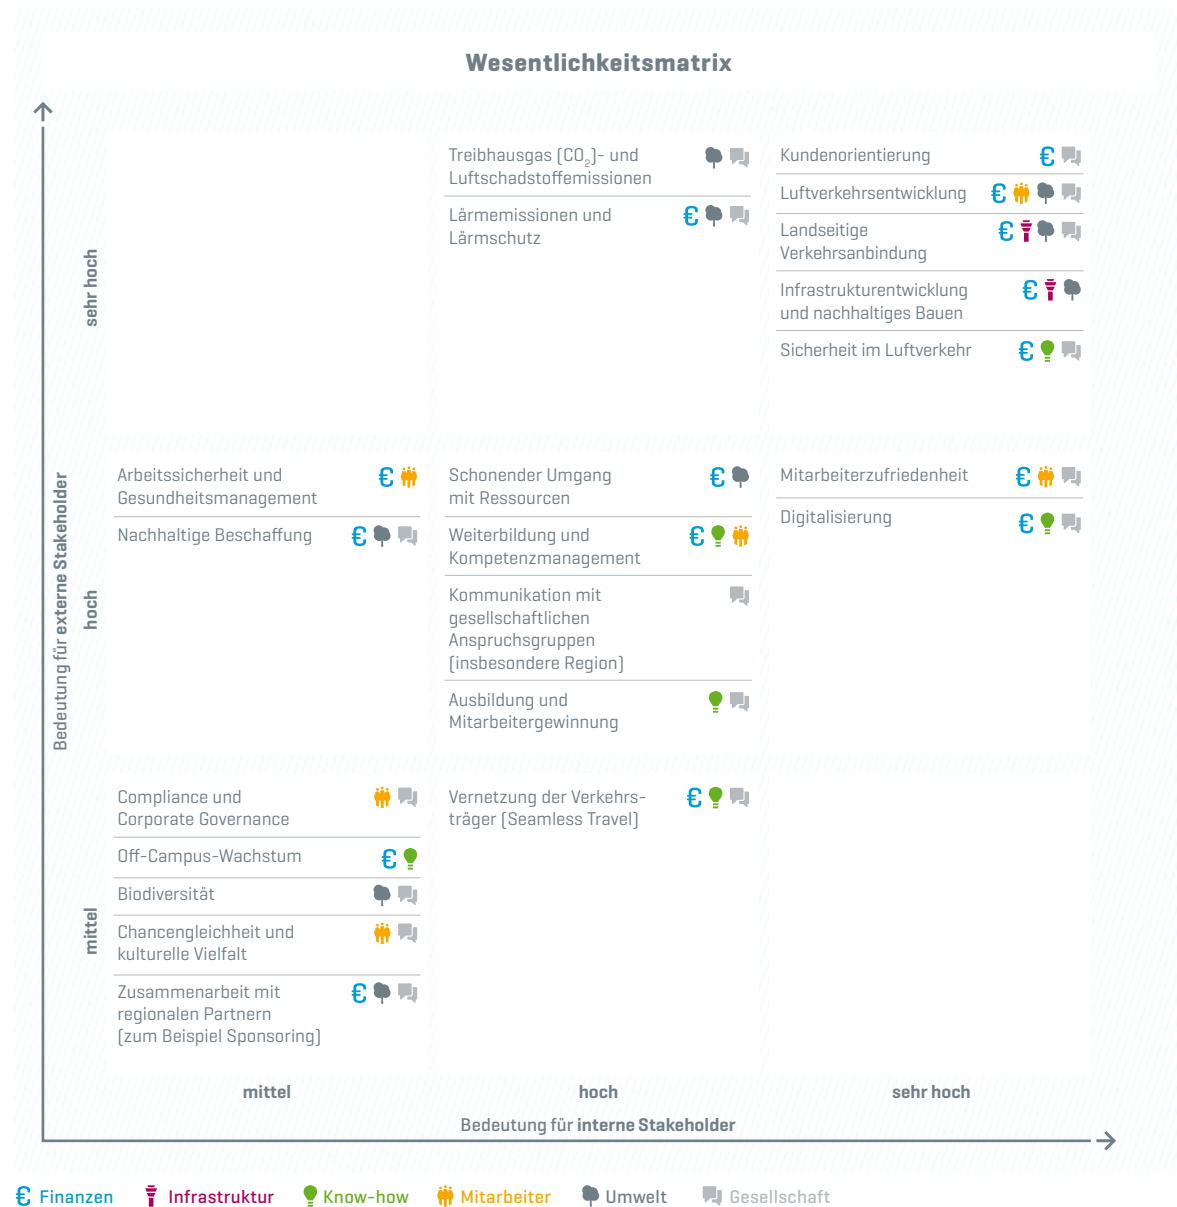 Wesentlichkeitsmatrix
Bedeutung für externe Stakeholder
sehr hoch
Treibhausgas (CO₂)- und
Luftschadstoffemissionen
Lärmemissionen und
Lärmschutz
Kundenorientierung
Luftverkehrsentwicklung
Landseitige
Verkehrsanbindung
Infrastrukturentwicklung
und nachhaltiges Bauen
Sicherheit im Luftverkehr
hoch
Arbeitssicherheit und
Gesundheitsmanagement
Nachhaltige Beschaffung
Schonender Umgang
mit Ressourcen
Weiterbildung und
Kompetenzmanagement
Kommunikation mit
gesellschaftlichen
Anspruchsgruppen
(insbesondere Region)
Ausbildung und
Mitarbeitergewinnung
Mitarbeiterzufriedenheit
Digitalisierung
mittel
Compliance und
Corporate Governance
Off-Campus-Wachstum
Biodiversität
Chancengleichheit und
kulturelle Vielfalt
Zusammenarbeit mit
regionalen Partnern
(zum Beispiel Sponsoring)
Vernetzung der Verkehrs-
träger (Seamless Travel)
mittel
hoch
sehr hoch
Bedeutung für interne Stakeholder
€ Finanzen
Infrastruktur
Know-how
Mitarbeiter
Umwelt
Gesellschaft